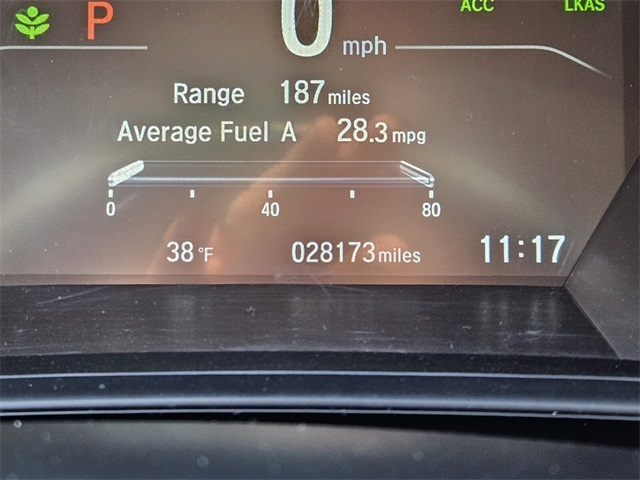 P 0 mph ACC LKAS
Range 187 miles
Average Fuel A 28.3 mpg
0 40 80
38 °F 028173 miles 11:17